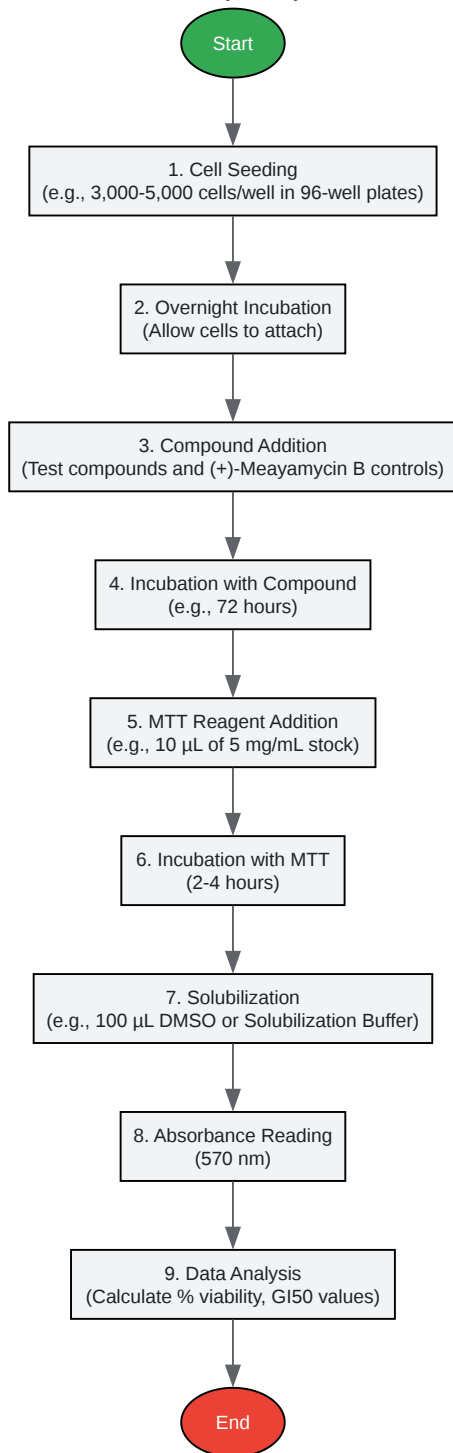 Start
1. Cell Seeding
(e.g., 3,000-5,000 cells/well in 96-well plates)
2. Overnight Incubation
(Allow cells to attach)
3. Compound Addition
(Test compounds and (+)-Meayamycin B controls)
4. Incubation with Compound
(e.g., 72 hours)
5. MTT Reagent Addition
(e.g., 10 µL of 5 mg/mL stock)
6. Incubation with MTT
(2-4 hours)
7. Solubilization
(e.g., 100 µL DMSO or Solubilization Buffer)
8. Absorbance Reading
(570 nm)
9. Data Analysis
(Calculate % viability, GI50 values)
End